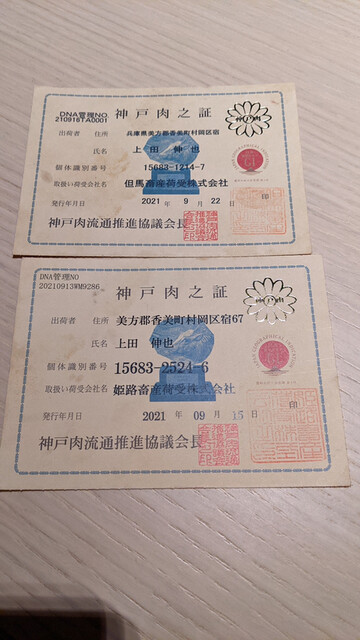 DNA管理NO.
210916TA0001
神戸肉之証
出荷者 住所 兵庫県美方郡香美町村岡区宿
氏名 上田 伸也
個体識別番号 15683-1214-7
取扱い荷受会社名 但馬畜産荷受株式会社
発行年月日 2021 年 9 月 22 日
印
神戸肉流通推進協議会長
DNA管理NO
20210913WM9286
神戸肉之証
出荷者 住所 美方郡香美町村岡区宿67
氏名 上田 伸也
個体識別番号 15683-2524-6
取扱い荷受会社名 姫路畜産荷受株式会社
発行年月日 2021 年 09 月 15 日
印
神戸肉流通推進協議会長